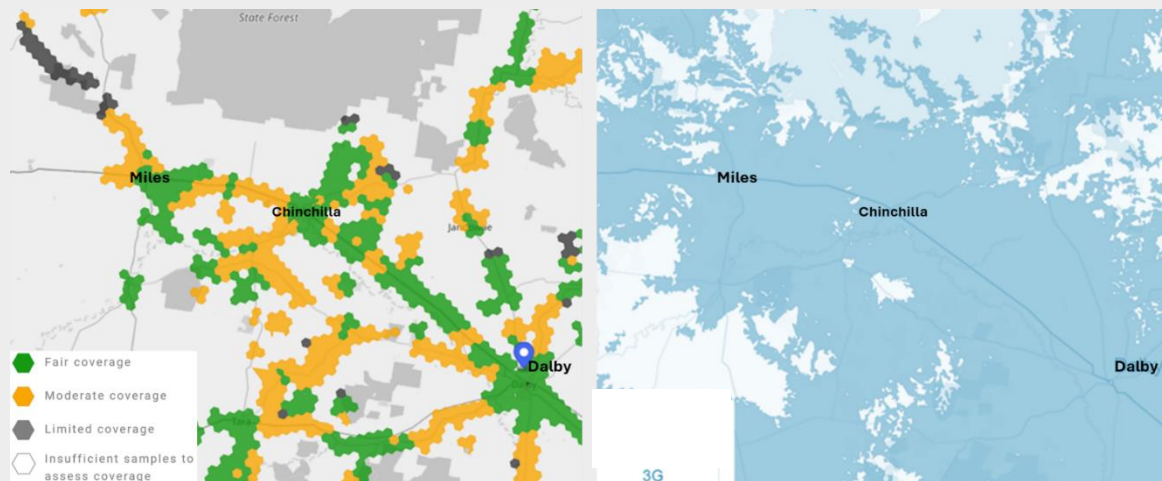 State Forest
Miles
Chinchilla
Dalby
Fair coverage
Moderate coverage
Limited coverage
Insufficient samples to
assess coverage
Miles
Chinchilla
Dalby
3G